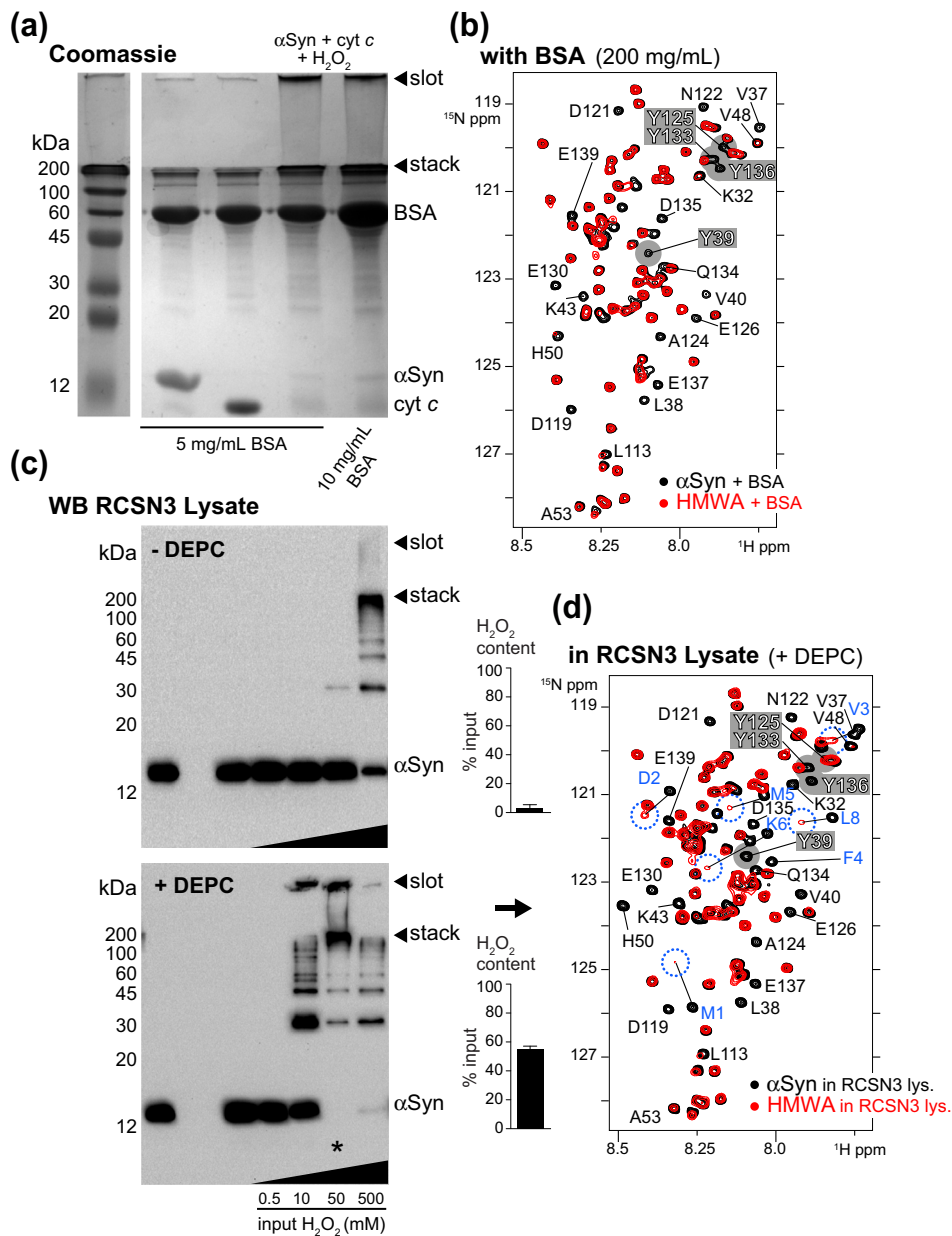 (a)
Coomassie
αSyn + cyt c
+ H₂O₂
slot
kDa
200
100
60
45
30
20
12
stack
BSA
αSyn
cyt c
5 mg/mL BSA
10 mg/mL
BSA
(b)
with BSA (200 mg/mL)
¹⁵N ppm
119
121
123
125
127
N122
V37
D121
Y125
Y133
V48
E139
Y136
K32
D135
Y39
E130
Q134
K43
V40
E126
H50
A124
E137
L38
D119
L113
A53
αSyn + BSA
HMWA + BSA
8.5
8.25
8.0
¹H ppm
(c)
WB RCSN3 Lysate
kDa
- DEPC
slot
200
100
60
45
30
20
12
stack
αSyn
H₂O₂
content
% input
100
80
60
40
20
0
kDa
+ DEPC
slot
200
100
60
45
30
20
12
stack
αSyn
*
0.5
10
50
500
input H₂O₂ (mM)
H₂O₂
content
% input
100
80
60
40
20
0
(d)
in RCSN3 Lysate (+ DEPC)
¹⁵N ppm
119
121
123
125
127
N122
V37
V3
D121
V48
Y125
Y133
E139
Y136
D2
M5
K32
D135
K6
L8
Y39
F4
E130
Q134
K43
V40
H50
E126
A124
E137
M1
L38
D119
L113
A53
αSyn in RCSN3 lys.
HMWA in RCSN3 lys.
8.5
8.25
8.0
¹H ppm